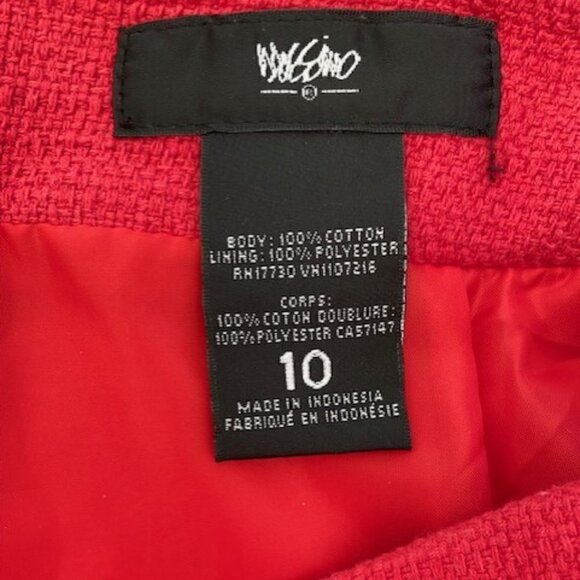 Mossimo
BODY: 100% COTTON
LINING: 100% POLYESTER
RN17730 VN1107216
CORPS:
100% COTON DOUBLURE:
100% POLYESTER CA57147
10
MADE IN INDONESIA
FABRIQUÉ EN INDONÉSIE